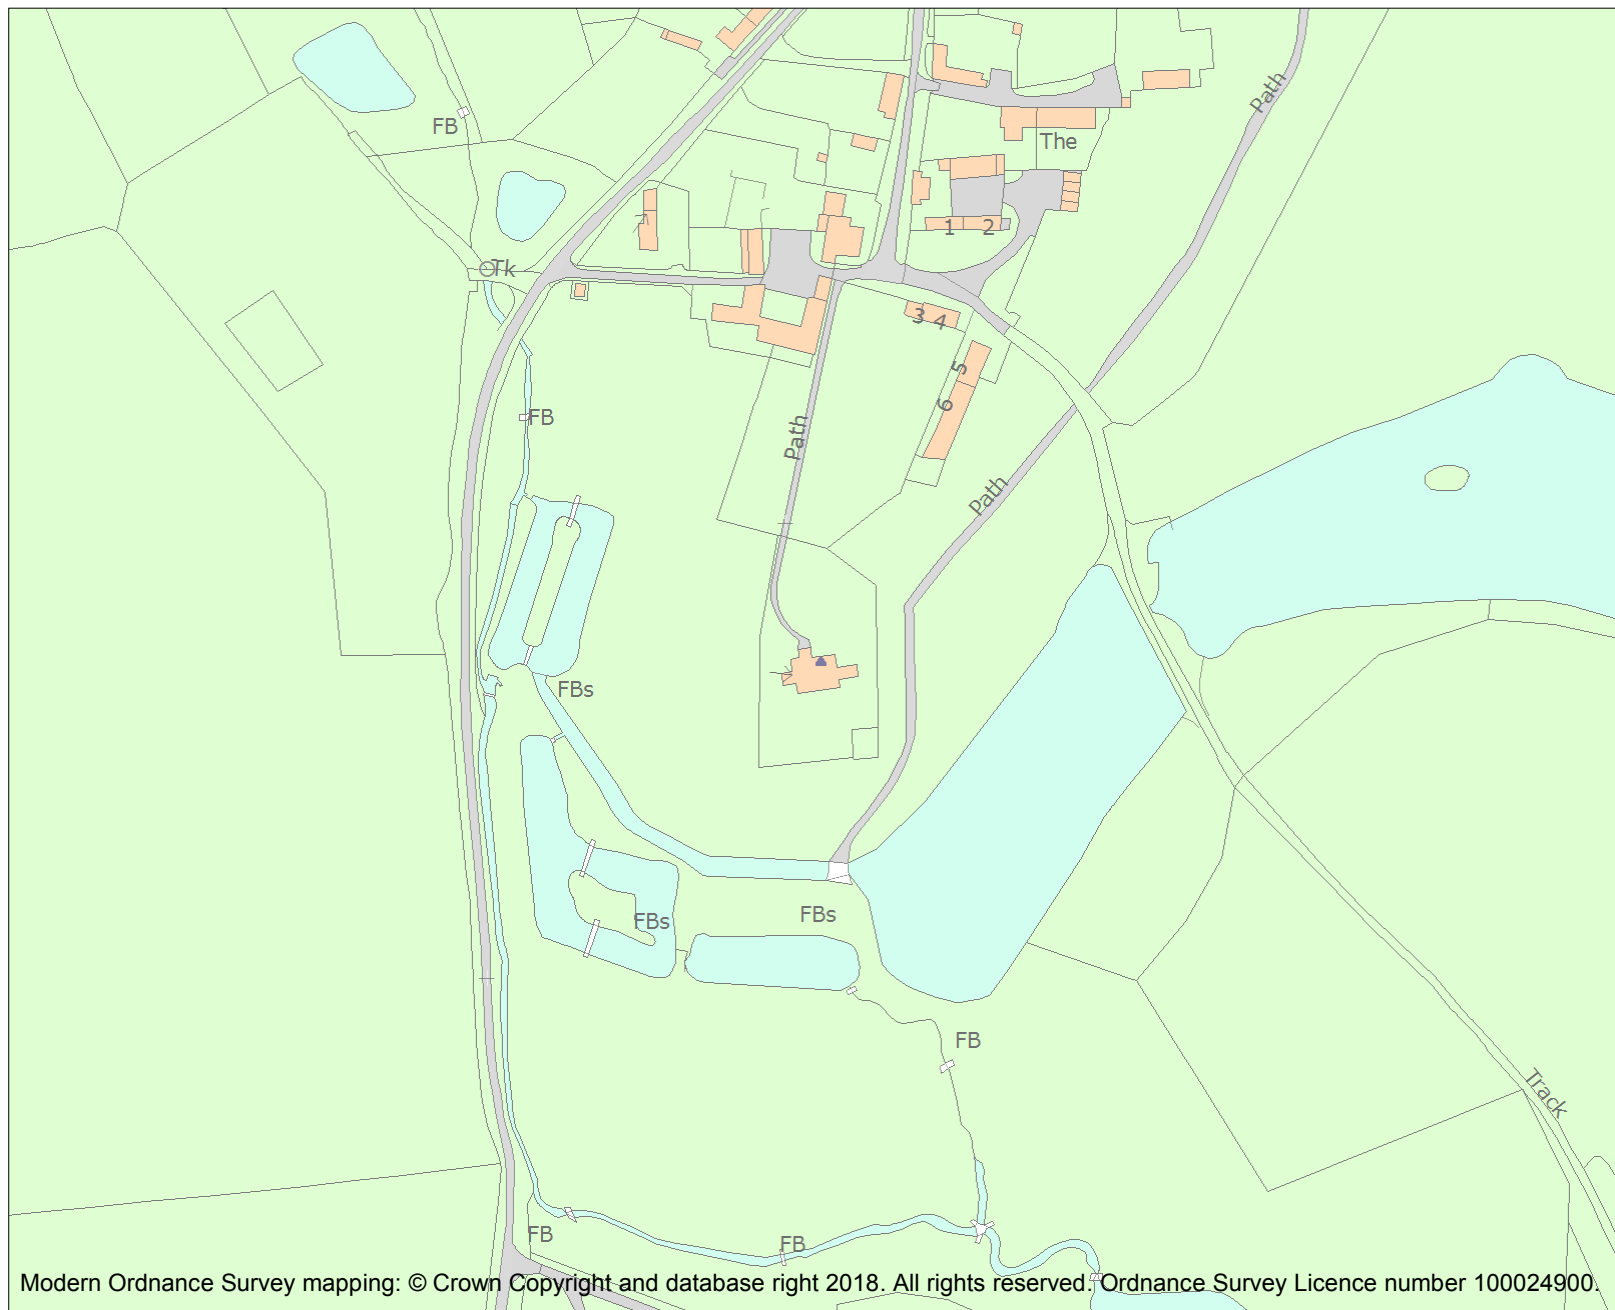 Path
FB
The
1 2
Tk
3 4
5
FB
6
Path
Path
FBs
FBs
FBs
FB
Track
FB
FB
Modern Ordnance Survey mapping: © Crown Copyright and database right 2018. All rights reserved. Ordnance Survey Licence number 100024900.